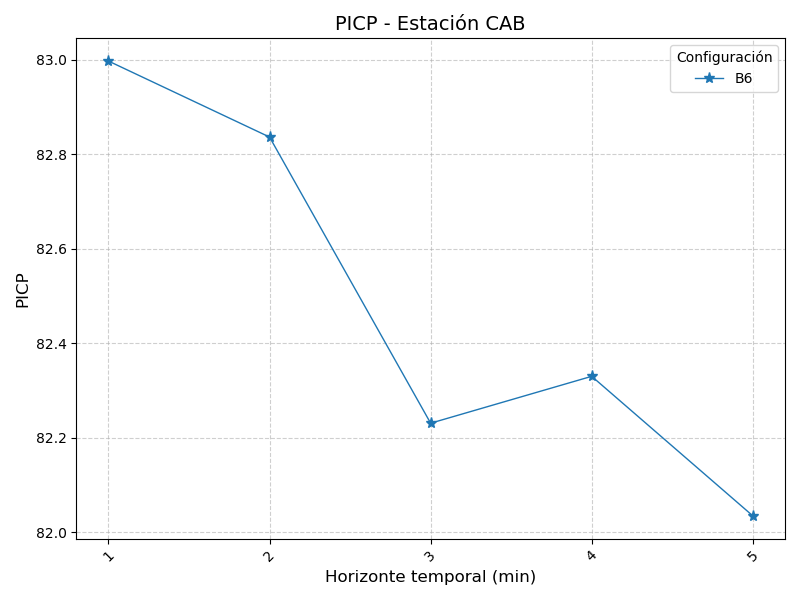 PICP - Estación CAB
Configuración
B6
83.0
82.8
82.6
82.4
82.2
82.0
PICP
1
2
3
4
5
Horizonte temporal (min)